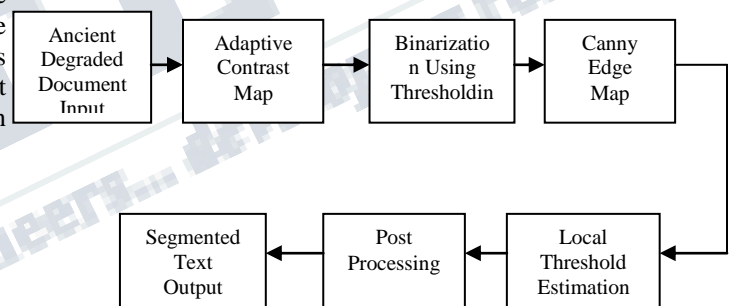 Ancient
Degraded
Document
Input
Adaptive
Contrast
Map
Binarizatio
n Using
Thresholdin
Canny
Edge
Map
Local
Threshold
Estimation
Post
Processing
Segmented
Text
Output